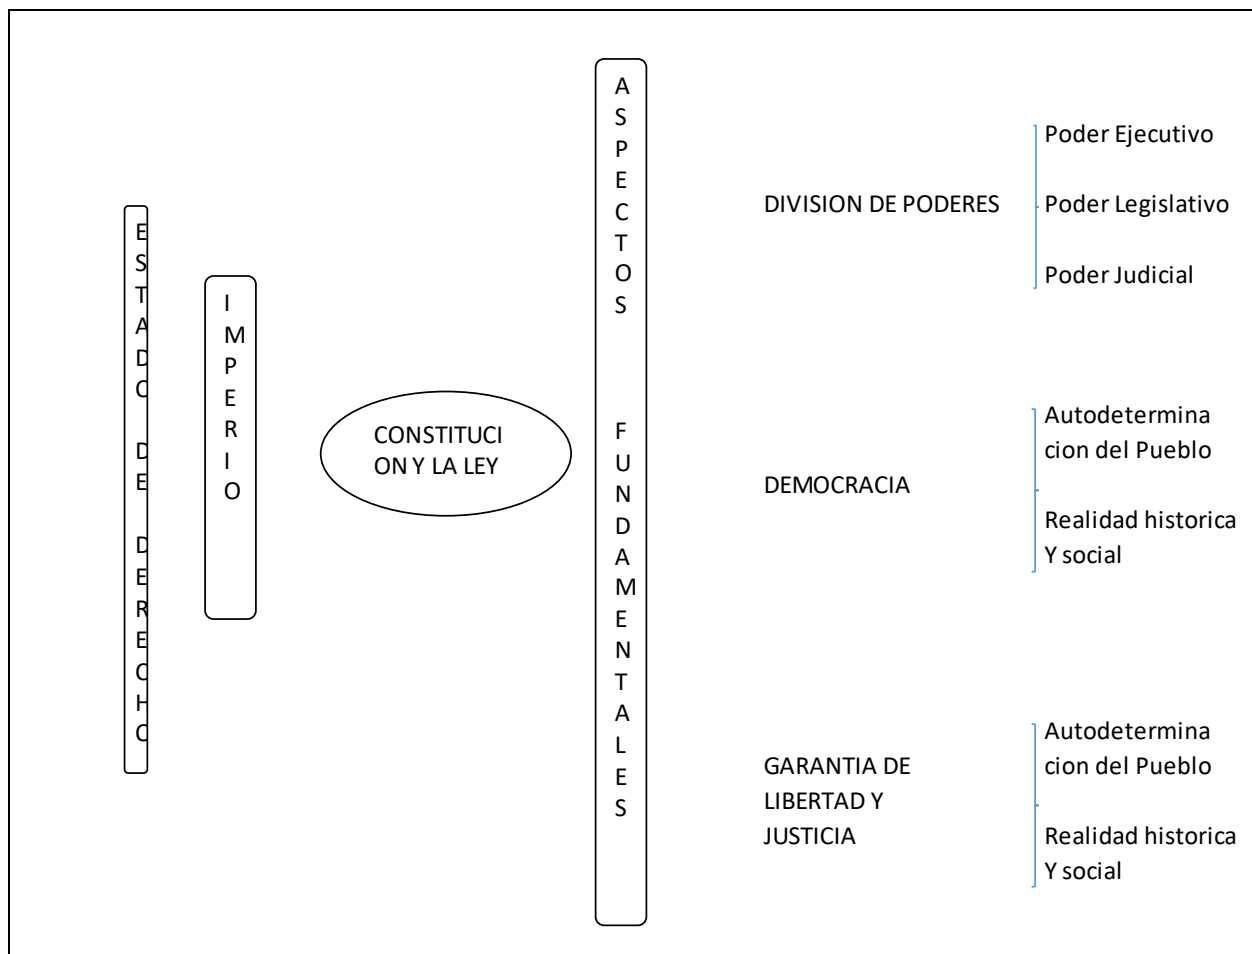 ESTADO DE DERECHO
IMPERIO
CONSTITUCI
ON Y LA LEY
ASPECTOS FUNDAMENTALES
DIVISION DE PODERES
Poder Ejecutivo
Poder Legislativo
Poder Judicial
DEMOCRACIA
Autodetermina
cion del Pueblo
Realidad historica
Y social
GARANTIA DE
LIBERTAD Y
JUSTICIA
Autodetermina
cion del Pueblo
Realidad historica
Y social